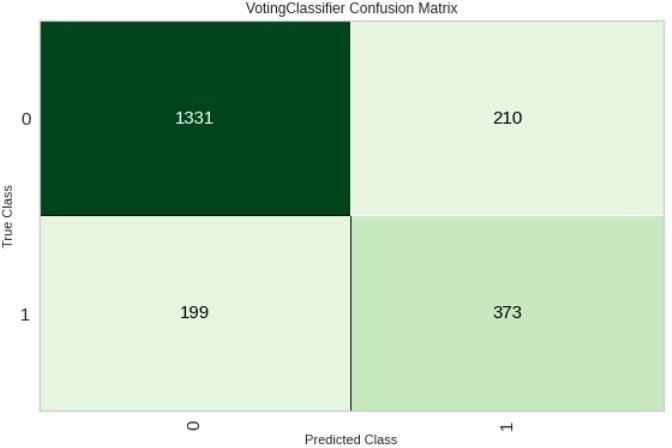 VotingClassifier Confusion Matrix
True Class
0
1331
210
1
199
373
0
1
Predicted Class